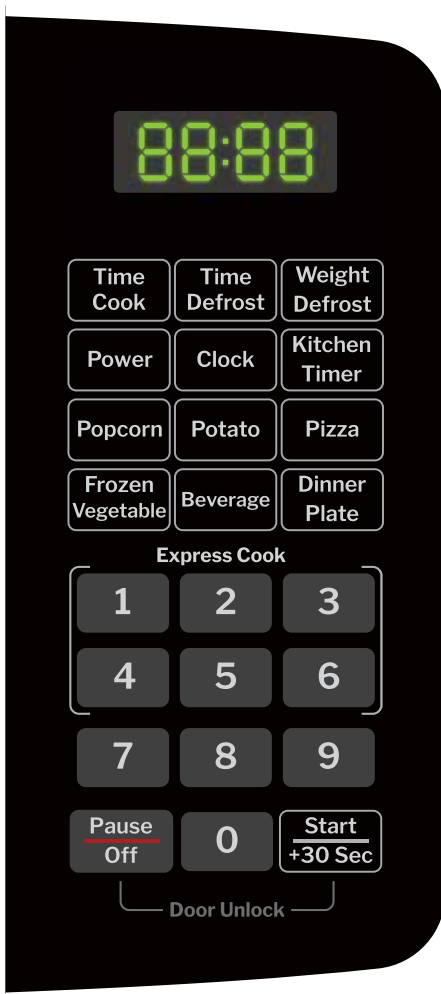 88:88
Time
Cook
Time
Defrost
Weight
Defrost
Power
Clock
Kitchen
Timer
Popcorn
Potato
Pizza
Frozen
Vegetable
Beverage
Dinner
Plate
Express Cook
1
2
3
4
5
6
7
8
9
Pause
Off
0
Start
+30 Sec
Door Unlock